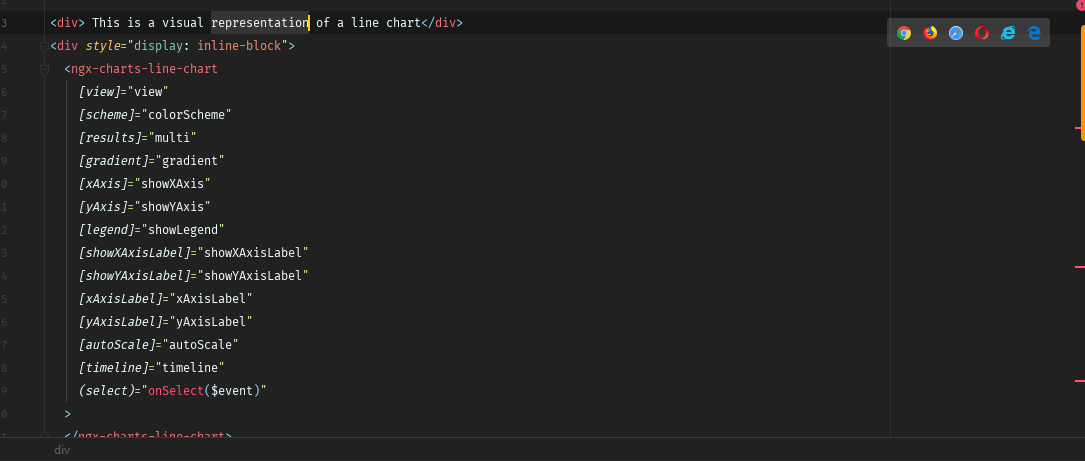 2
3 <div> This is a visual representation of a line chart</div>
4 <div style="display: inline-block">
5 <ngx-charts-line-chart
6 [view]="view"
7 [scheme]="colorScheme"
8 [results]="multi"
9 [gradient]="gradient"
0 [xAxis]="showXAxis"
1 [yAxis]="showYAxis"
2 [legend]="showLegend"
3 [showXAxisLabel]="showXAxisLabel"
4 [showYAxisLabel]="showYAxisLabel"
5 [xAxisLabel]="xAxisLabel"
6 [yAxisLabel]="yAxisLabel"
7 [autoScale]="autoScale"
8 [timeline]="timeline"
9 (select)="onSelect($event)"
0 >
1 </ngx-charts-line-chart>
div